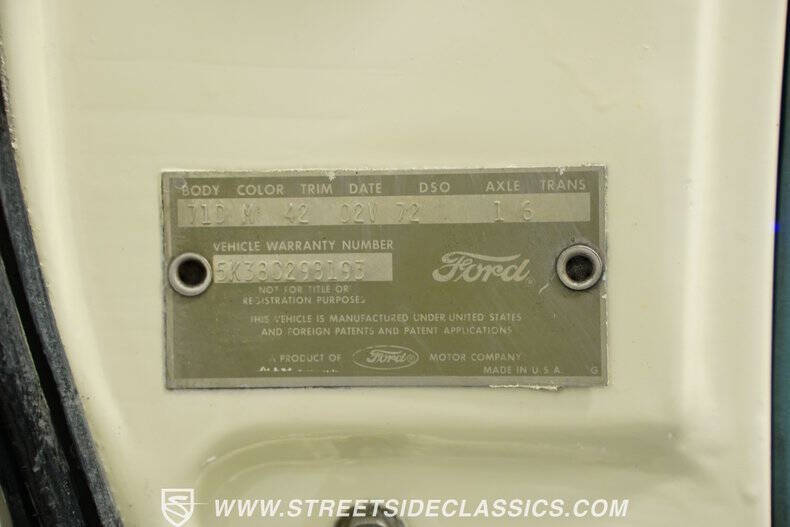 BODY COLOR TRIM DATE DSO AXLE TRANS
71D M 42 02V 72 1 6
VEHICLE WARRANTY NUMBER
5K38C298193
Ford
NOT FOR TITLE OR
REGISTRATION PURPOSES
THIS VEHICLE IS MANUFACTURED UNDER UNITED STATES
AND FOREIGN PATENTS AND PATENT APPLICATIONS
A PRODUCT OF Ford MOTOR COMPANY
MADE IN U.S.A. G
WWW.STREETSIDECLASSICS.COM